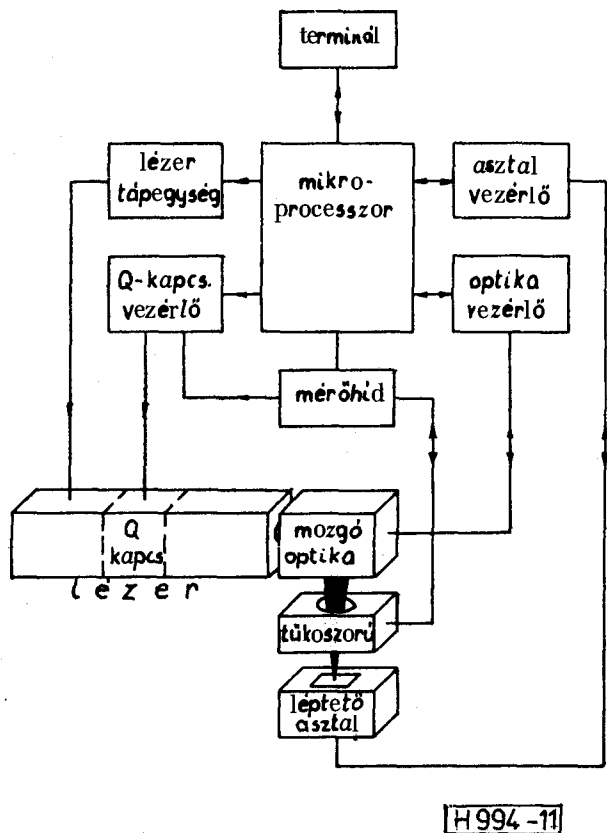 terminál
lézer
tápegység
mikro-
processzor
asztal
vezérlő
Q-kapcs.
vezérlő
optika
vezérlő
mérőhíd
Q
kapcs
lézer
mozgó
optika
tűkoszorú
léptető
asztal
H994-11